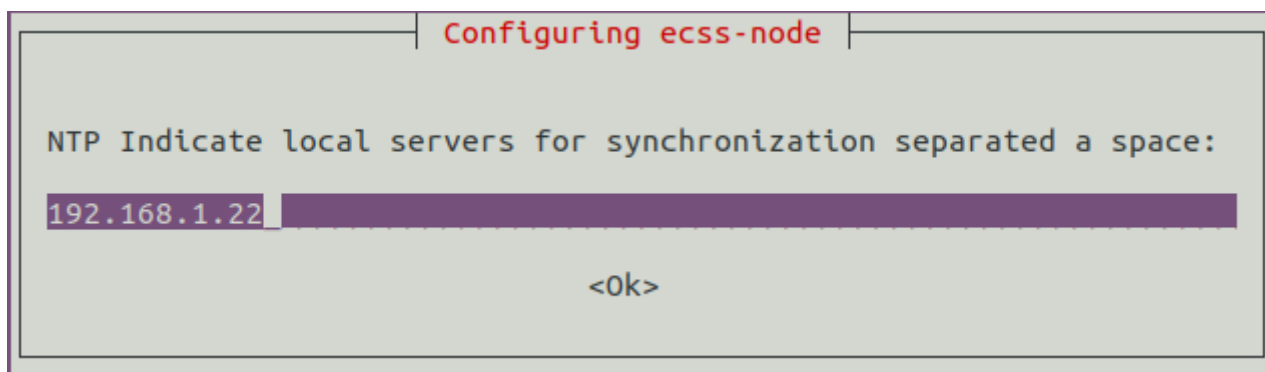 Configuring ecss-node
NTP Indicate local servers for synchronization separated a space:
192.168.1.22
<Ok>